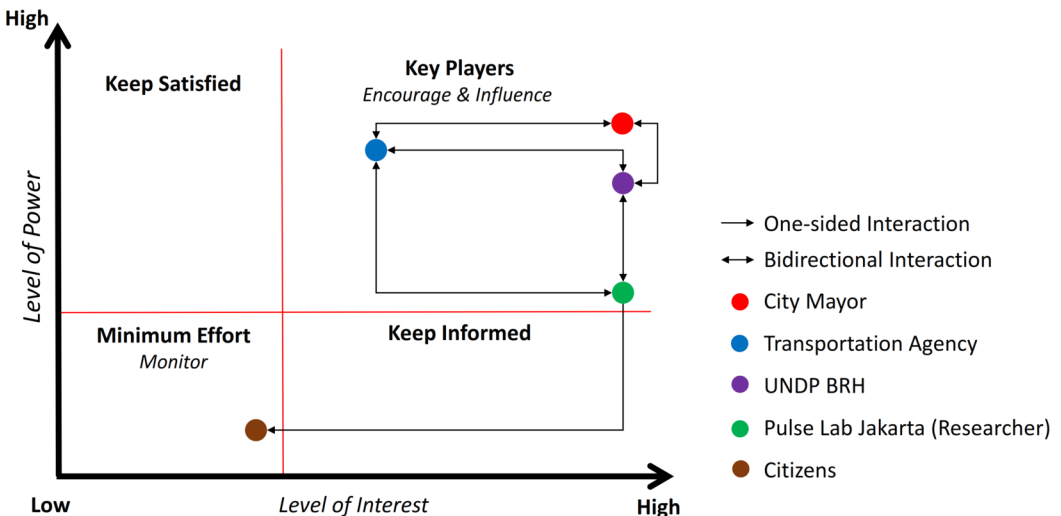 High
Keep Satisfied
Key Players
Encourage & Influence
Level of Power
Minimum Effort
Monitor
Keep Informed
Low
Level of Interest
High
One-sided Interaction
Bidirectional Interaction
City Mayor
Transportation Agency
UNDP BRH
Pulse Lab Jakarta (Researcher)
Citizens